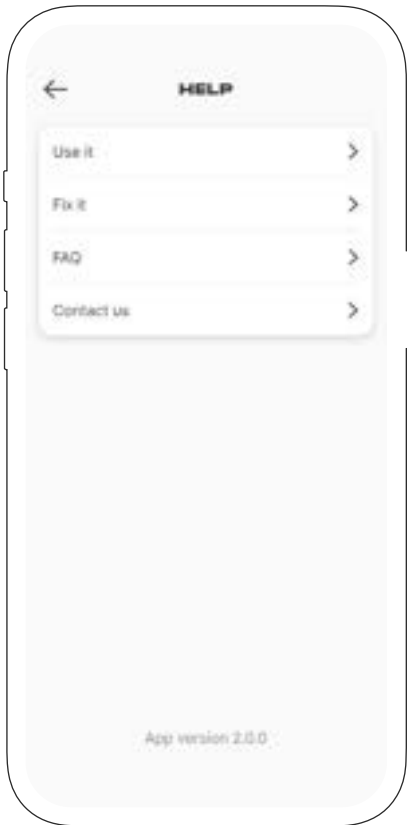 HELP
Use it
Fix it
FAQ
Contact us
App version 2.0.0